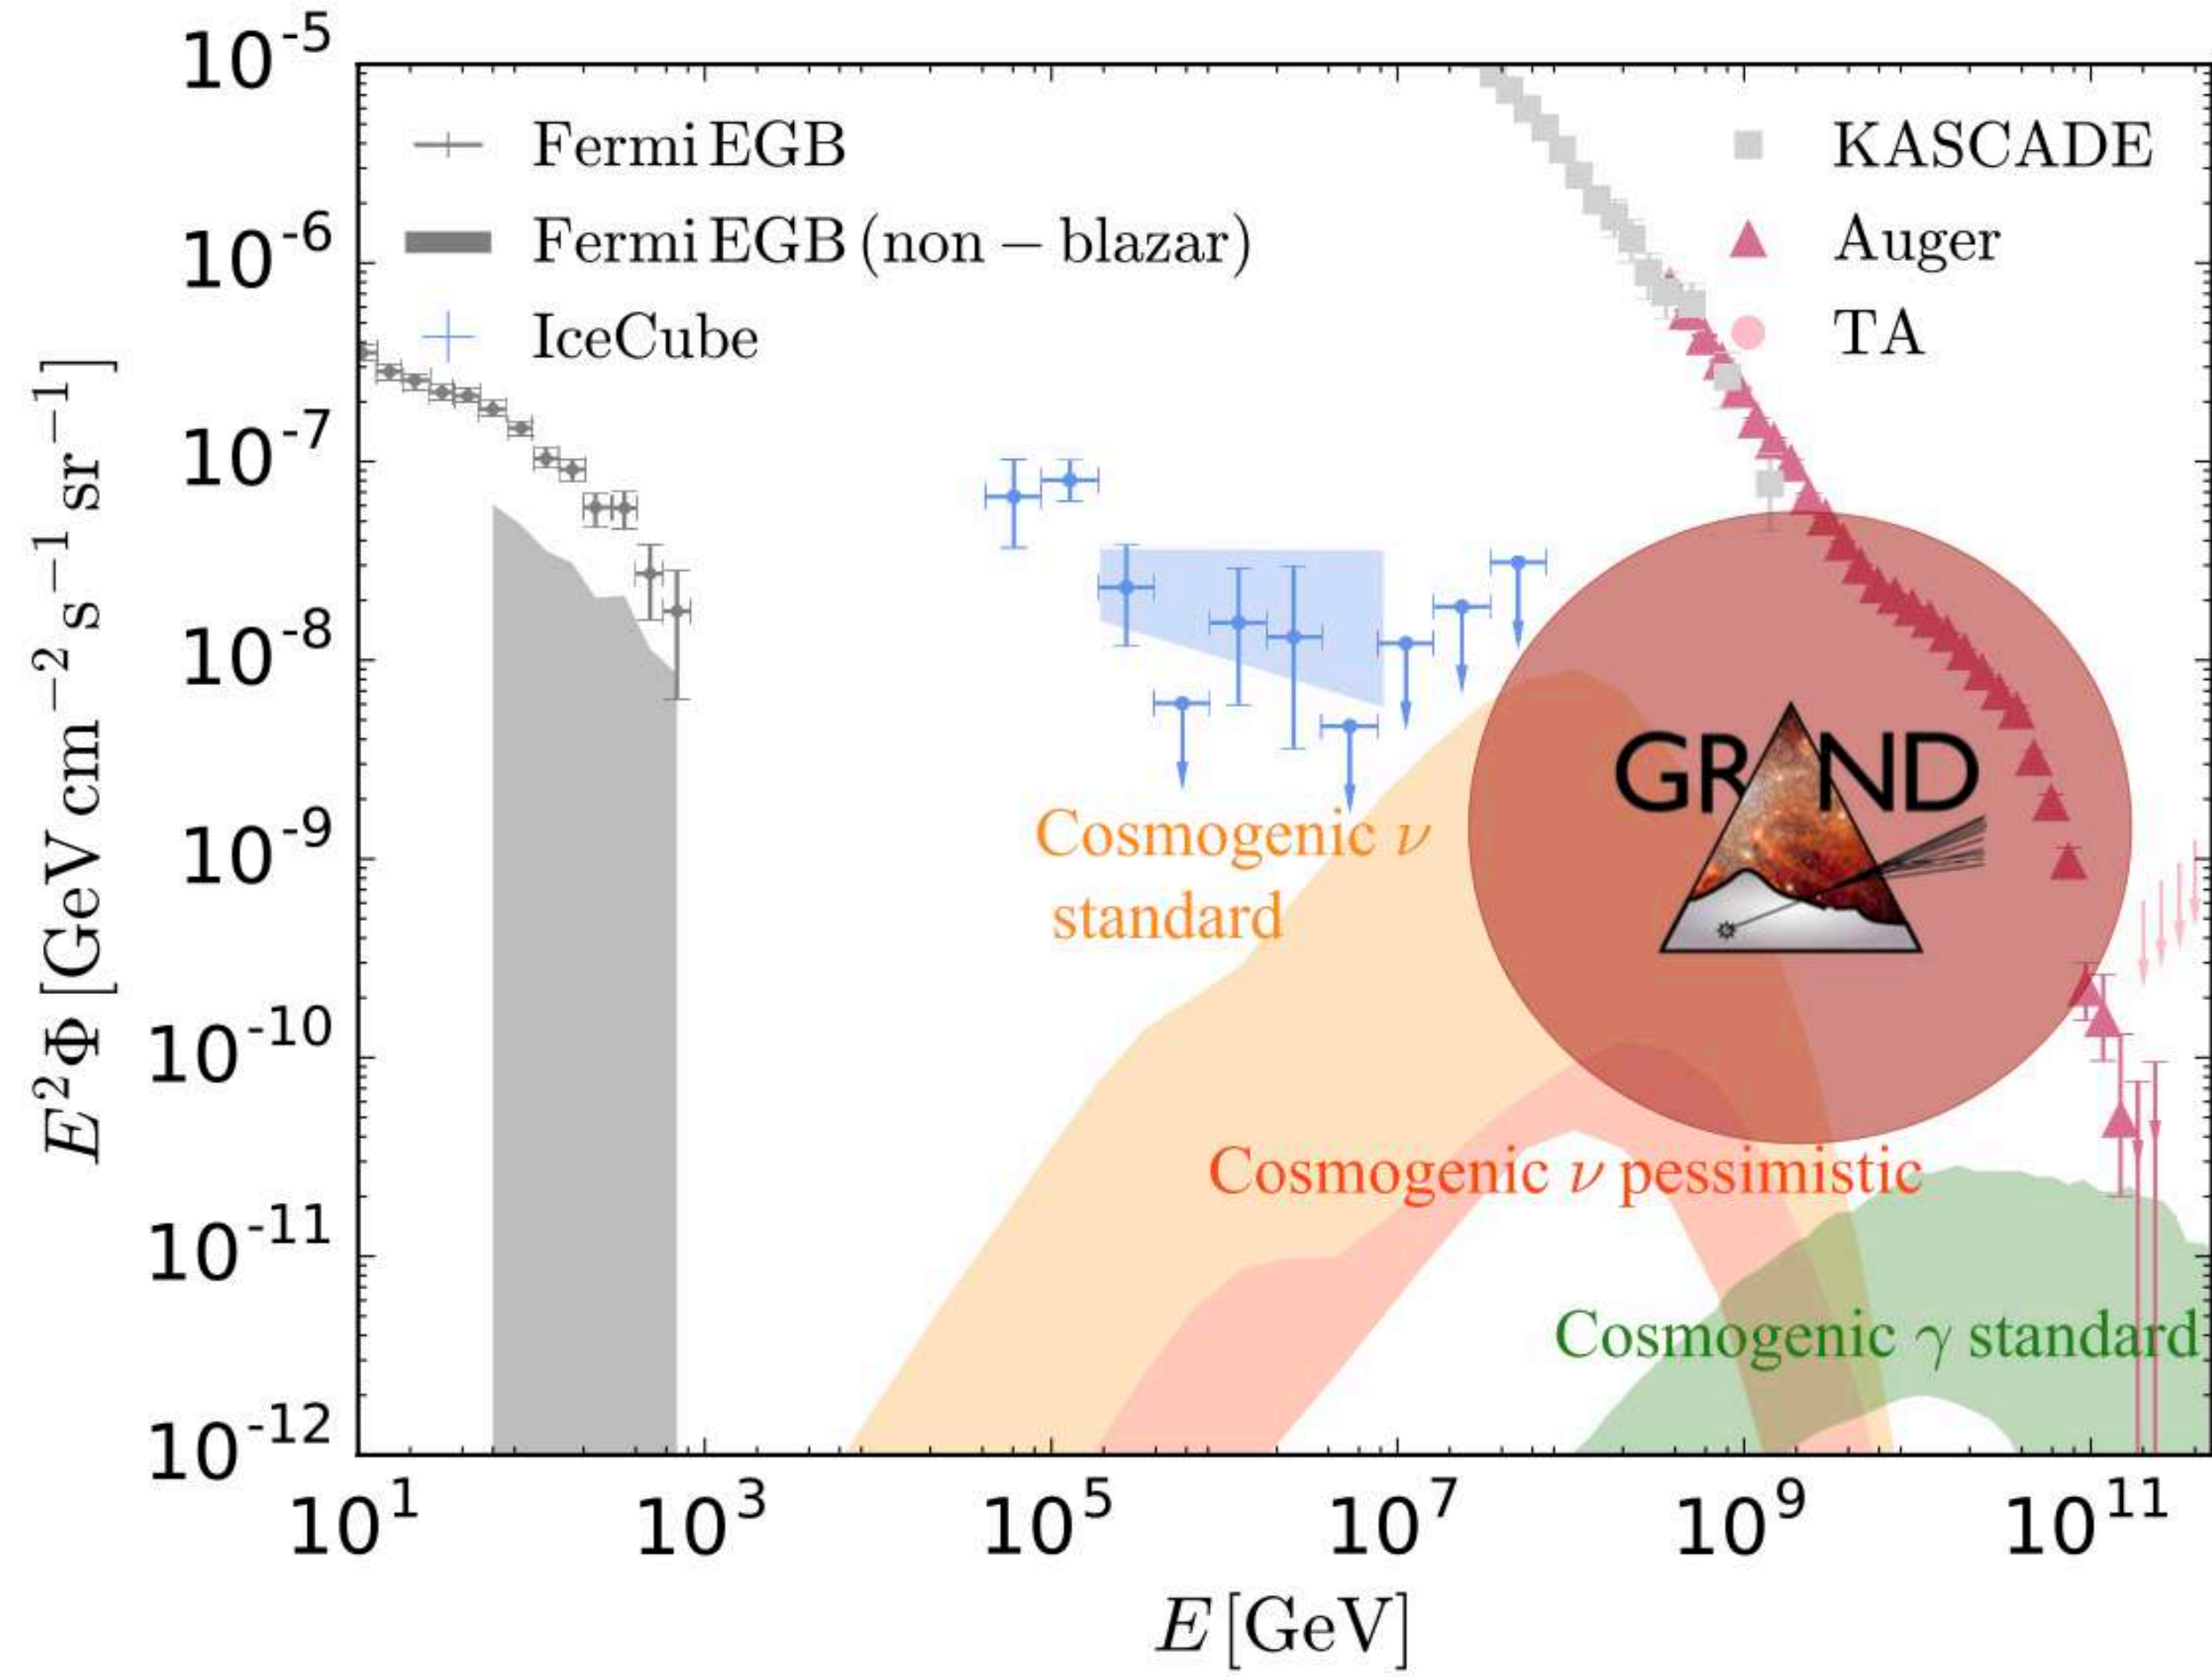 10^-5
10^-6
10^-7
10^-8
10^-9
10^-10
10^-11
10^-12
E^2Φ [GeV cm^−2 s^−1 sr^−1]
Fermi EGB
Fermi EGB (non − blazar)
IceCube
KASCADE
Auger
TA
GRAND
Cosmogenic ν
standard
Cosmogenic ν pessimistic
Cosmogenic γ standard
10^1 10^3 10^5 10^7 10^9 10^11
E [GeV]